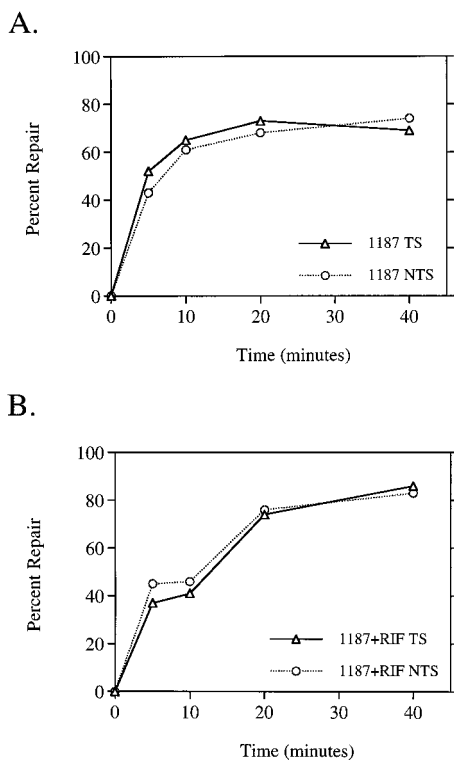 A.
100
80
60
40
20
0
Percent Repair
1187 TS
1187 NTS
0 10 20 30 40
Time (minutes)
B.
100
80
60
40
20
0
Percent Repair
1187+RIF TS
1187+RIF NTS
0 10 20 30 40
Time (minutes)